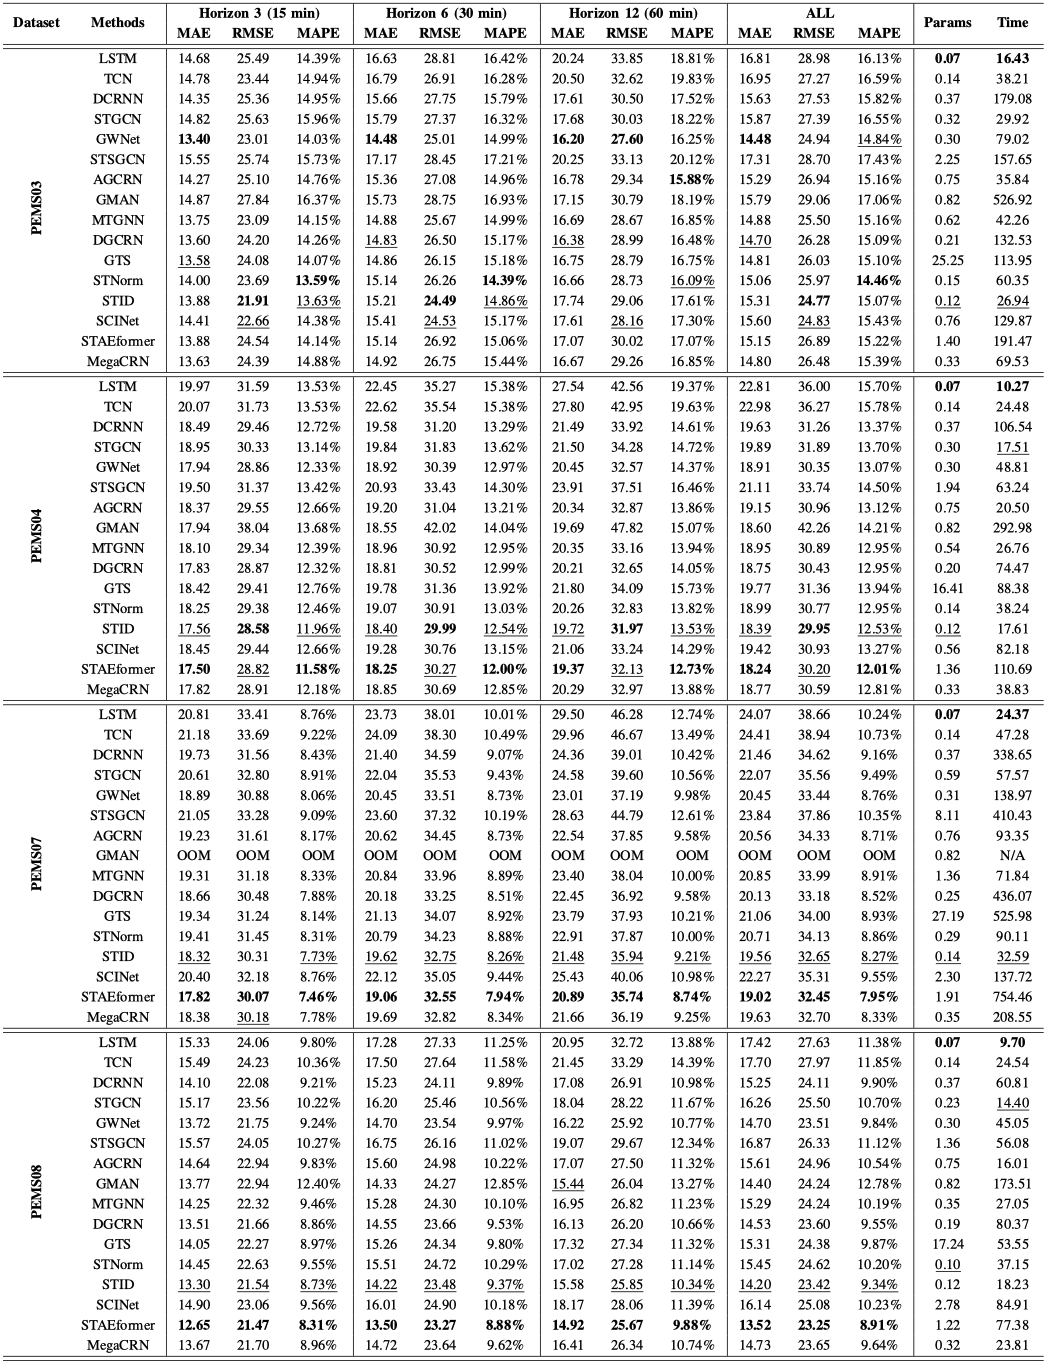 Dataset Methods Horizon 3 (15 min) Horizon 6 (30 min) Horizon 12 (60 min) ALL Params Time
MAE RMSE MAPE MAE RMSE MAPE MAE RMSE MAPE MAE RMSE MAPE
PEMS03
LSTM 14.68 25.49 14.39% 16.63 28.81 16.42% 20.24 33.85 18.81% 16.81 28.98 16.13% 0.07 16.43
TCN 14.78 23.44 14.94% 16.79 26.91 16.28% 20.50 32.62 19.83% 16.95 27.27 16.59% 0.14 38.21
DCRNN 14.35 25.36 14.95% 15.66 27.75 15.79% 17.61 30.50 17.52% 15.63 27.53 15.82% 0.37 179.08
STGCN 14.82 25.63 15.96% 15.79 27.37 16.32% 17.68 30.03 18.22% 15.87 27.39 16.55% 0.32 29.92
GWNet 13.40 23.01 14.03% 14.48 25.01 14.99% 16.20 27.60 16.25% 14.48 24.94 14.84% 0.30 79.02
STSGCN 15.55 25.74 15.73% 17.17 28.45 17.21% 20.25 33.13 20.12% 17.31 28.70 17.43% 2.25 157.65
AGCRN 14.27 25.10 14.76% 15.36 27.08 14.96% 16.78 29.34 15.88% 15.29 26.94 15.16% 0.75 35.84
GMAN 14.87 27.84 16.37% 15.73 28.75 16.93% 17.15 30.79 18.19% 15.79 29.06 17.06% 0.82 526.92
MTGNN 13.75 23.09 14.15% 14.88 25.67 14.99% 16.69 28.67 16.85% 14.88 25.50 15.16% 0.62 42.26
DGCRN 13.60 24.20 14.26% 14.83 26.50 15.17% 16.38 28.99 16.48% 14.70 26.28 15.09% 0.21 132.53
GTS 13.58 24.08 14.07% 14.86 26.15 15.18% 16.75 28.79 16.75% 14.81 26.03 15.10% 25.25 113.95
STNorm 14.00 23.69 13.59% 15.14 26.26 14.39% 16.66 28.73 16.09% 15.06 25.97 14.46% 0.15 60.35
STID 13.88 21.91 13.63% 15.21 24.49 14.86% 17.74 29.06 17.61% 15.31 24.77 15.07% 0.12 26.94
SCINet 14.41 22.66 14.38% 15.41 24.53 15.17% 17.61 28.16 17.30% 15.60 24.83 15.43% 0.76 129.87
STAEformer 13.88 24.54 14.14% 15.14 26.92 15.06% 17.07 30.02 17.07% 15.15 26.89 15.22% 1.40 191.47
MegaCRN 13.63 24.39 14.88% 14.92 26.75 15.44% 16.67 29.26 16.85% 14.80 26.48 15.39% 0.33 69.53
PEMS04
LSTM 19.97 31.59 13.53% 22.45 35.27 15.38% 27.54 42.56 19.37% 22.81 36.00 15.70% 0.07 10.27
TCN 20.07 31.73 13.53% 22.62 35.54 15.38% 27.80 42.95 19.63% 22.98 36.27 15.78% 0.14 24.48
DCRNN 18.49 29.46 12.72% 19.58 31.20 13.29% 21.49 33.92 14.61% 19.63 31.26 13.37% 0.37 106.54
STGCN 18.95 30.33 13.14% 19.84 31.83 13.62% 21.50 34.28 14.72% 19.89 31.89 13.70% 0.30 17.51
GWNet 17.94 28.86 12.33% 18.92 30.39 12.97% 20.45 32.57 14.37% 18.91 30.35 13.07% 0.30 48.81
STSGCN 19.50 31.37 13.42% 20.93 33.43 14.30% 23.91 37.51 16.46% 21.11 33.74 14.50% 1.94 63.24
AGCRN 18.37 29.55 12.66% 19.20 31.04 13.21% 20.34 32.87 13.86% 19.15 30.96 13.12% 0.75 20.50
GMAN 17.94 38.04 13.68% 18.55 42.02 14.04% 19.69 47.82 15.07% 18.60 42.26 14.21% 0.82 292.98
MTGNN 18.10 29.34 12.39% 18.96 30.92 12.95% 20.35 33.16 13.94% 18.95 30.89 12.95% 0.54 26.76
DGCRN 17.83 28.87 12.32% 18.81 30.52 12.99% 20.21 32.65 14.05% 18.75 30.43 12.95% 0.20 74.47
GTS 18.42 29.41 12.76% 19.78 31.36 13.92% 21.80 34.09 15.73% 19.77 31.36 13.94% 16.41 88.38
STNorm 18.25 29.38 12.46% 19.07 30.91 13.03% 20.26 32.83 13.82% 18.99 30.77 12.95% 0.14 38.24
STID 17.56 28.58 11.96% 18.40 29.99 12.54% 19.72 31.97 13.53% 18.39 29.95 12.53% 0.12 17.61
SCINet 18.45 29.44 12.66% 19.28 30.76 13.15% 21.06 33.24 14.29% 19.42 30.93 13.27% 0.56 82.18
STAEformer 17.50 28.82 11.58% 18.25 30.27 12.00% 19.37 32.13 12.73% 18.24 30.20 12.01% 1.36 110.69
MegaCRN 17.82 28.91 12.18% 18.85 30.69 12.85% 20.29 32.97 13.88% 18.77 30.59 12.81% 0.33 38.83
PEMS07
LSTM 20.81 33.41 8.76% 23.73 38.01 10.01% 29.50 46.28 12.74% 24.07 38.66 10.24% 0.07 24.37
TCN 21.18 33.69 9.22% 24.09 38.30 10.49% 29.96 46.67 13.49% 24.41 38.94 10.73% 0.14 47.28
DCRNN 19.73 31.56 8.43% 21.40 34.59 9.07% 24.36 39.01 10.42% 21.46 34.62 9.16% 0.37 338.65
STGCN 20.61 32.80 8.91% 22.04 35.53 9.43% 24.58 39.60 10.56% 22.07 35.56 9.49% 0.59 57.57
GWNet 18.89 30.88 8.06% 20.45 33.51 8.73% 23.01 37.19 9.98% 20.45 33.44 8.76% 0.31 138.97
STSGCN 21.05 33.28 9.09% 23.60 37.32 10.19% 28.63 44.79 12.61% 23.84 37.86 10.35% 8.11 410.43
AGCRN 19.23 31.61 8.17% 20.62 34.45 8.73% 22.54 37.85 9.58% 20.56 34.33 8.71% 0.76 93.35
GMAN OOM OOM OOM OOM OOM OOM OOM OOM OOM OOM OOM OOM 0.82 N/A
MTGNN 19.31 31.18 8.33% 20.84 33.96 8.89% 23.40 38.04 10.00% 20.85 33.99 8.91% 1.36 71.84
DGCRN 18.66 30.48 7.88% 20.18 33.25 8.51% 22.45 36.92 9.58% 20.13 33.18 8.52% 0.25 436.07
GTS 19.34 31.24 8.14% 21.13 34.07 8.92% 23.79 37.93 10.21% 21.06 34.00 8.93% 27.19 525.98
STNorm 19.41 31.45 8.31% 20.79 34.23 8.88% 22.91 37.87 10.00% 20.71 34.13 8.86% 0.29 90.11
STID 18.32 30.31 7.73% 19.62 32.75 8.26% 21.48 35.94 9.21% 19.56 32.65 8.27% 0.14 32.59
SCINet 20.40 32.18 8.76% 22.12 35.05 9.44% 25.43 40.06 10.98% 22.27 35.31 9.55% 2.30 137.72
STAEformer 17.82 30.07 7.46% 19.06 32.55 7.94% 20.89 35.74 8.74% 19.02 32.45 7.95% 1.91 754.46
MegaCRN 18.38 30.18 7.78% 19.69 32.82 8.34% 21.66 36.19 9.25% 19.63 32.70 8.33% 0.35 208.55
PEMS08
LSTM 15.33 24.06 9.80% 17.28 27.33 11.25% 20.95 32.72 13.88% 17.42 27.63 11.38% 0.07 9.70
TCN 15.49 24.23 10.36% 17.50 27.64 11.58% 21.45 33.29 14.39% 17.70 27.97 11.85% 0.14 24.54
DCRNN 14.10 22.08 9.21% 15.23 24.11 9.89% 17.08 26.91 10.98% 15.25 24.11 9.90% 0.37 60.81
STGCN 15.17 23.56 10.22% 16.20 25.46 10.56% 18.04 28.22 11.67% 16.26 25.50 10.70% 0.23 14.40
GWNet 13.72 21.75 9.24% 14.70 23.54 9.97% 16.22 25.92 10.77% 14.70 23.51 9.84% 0.30 45.05
STSGCN 15.57 24.05 10.27% 16.75 26.16 11.02% 19.07 29.67 12.34% 16.87 26.33 11.12% 1.36 56.08
AGCRN 14.64 22.94 9.83% 15.60 24.98 10.22% 17.07 27.50 11.32% 15.61 24.96 10.54% 0.75 16.01
GMAN 13.77 22.94 12.40% 14.33 24.27 12.85% 15.44 26.04 13.27% 14.40 24.24 12.78% 0.82 173.51
MTGNN 14.25 22.32 9.46% 15.28 24.30 10.10% 16.95 26.82 11.23% 15.29 24.24 10.19% 0.35 27.05
DGCRN 13.51 21.66 8.86% 14.55 23.66 9.53% 16.13 26.20 10.66% 14.53 23.60 9.55% 0.19 80.37
GTS 14.05 22.27 8.97% 15.26 24.34 9.80% 17.32 27.34 11.32% 15.31 24.38 9.87% 17.24 53.55
STNorm 14.45 22.63 9.55% 15.51 24.72 10.29% 17.02 27.28 11.14% 15.45 24.62 10.20% 0.10 37.15
STID 13.30 21.54 8.73% 14.22 23.48 9.37% 15.58 25.85 10.34% 14.20 23.42 9.34% 0.12 18.23
SCINet 14.90 23.06 9.56% 16.01 24.90 10.18% 18.17 28.06 11.39% 16.14 25.08 10.23% 2.78 84.91
STAEformer 12.65 21.47 8.31% 13.50 23.27 8.88% 14.92 25.67 9.88% 13.52 23.25 8.91% 1.22 77.38
MegaCRN 13.67 21.70 8.96% 14.72 23.64 9.62% 16.41 26.34 10.74% 14.73 23.65 9.64% 0.32 23.81